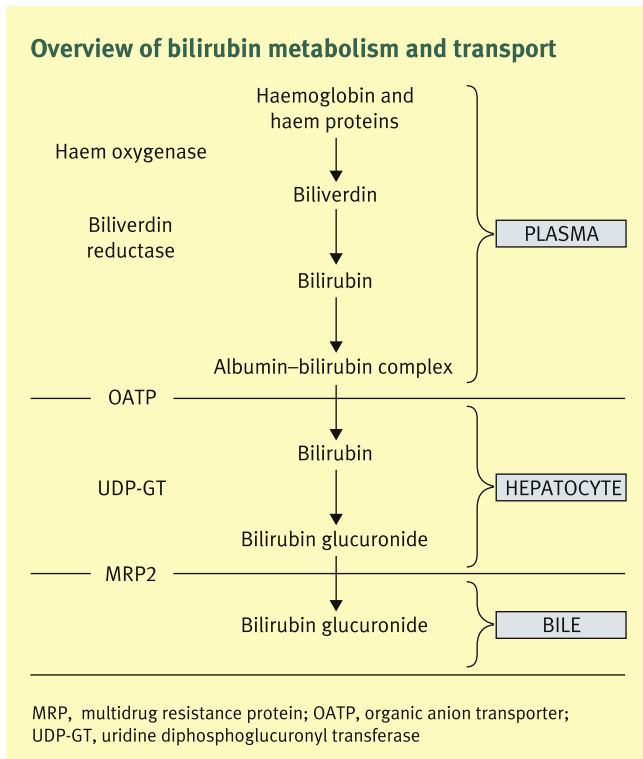 Overview of bilirubin metabolism and transport
Haemoglobin and
haem proteins
Haem oxygenase
Biliverdin
Biliverdin
reductase
PLASMA
Bilirubin
Albumin–bilirubin complex
OATP
Bilirubin
UDP-GT
HEPATOCYTE
Bilirubin glucuronide
MRP2
Bilirubin glucuronide
BILE
MRP, multidrug resistance protein; OATP, organic anion transporter;
UDP-GT, uridine diphosphoglucuronyl transferase